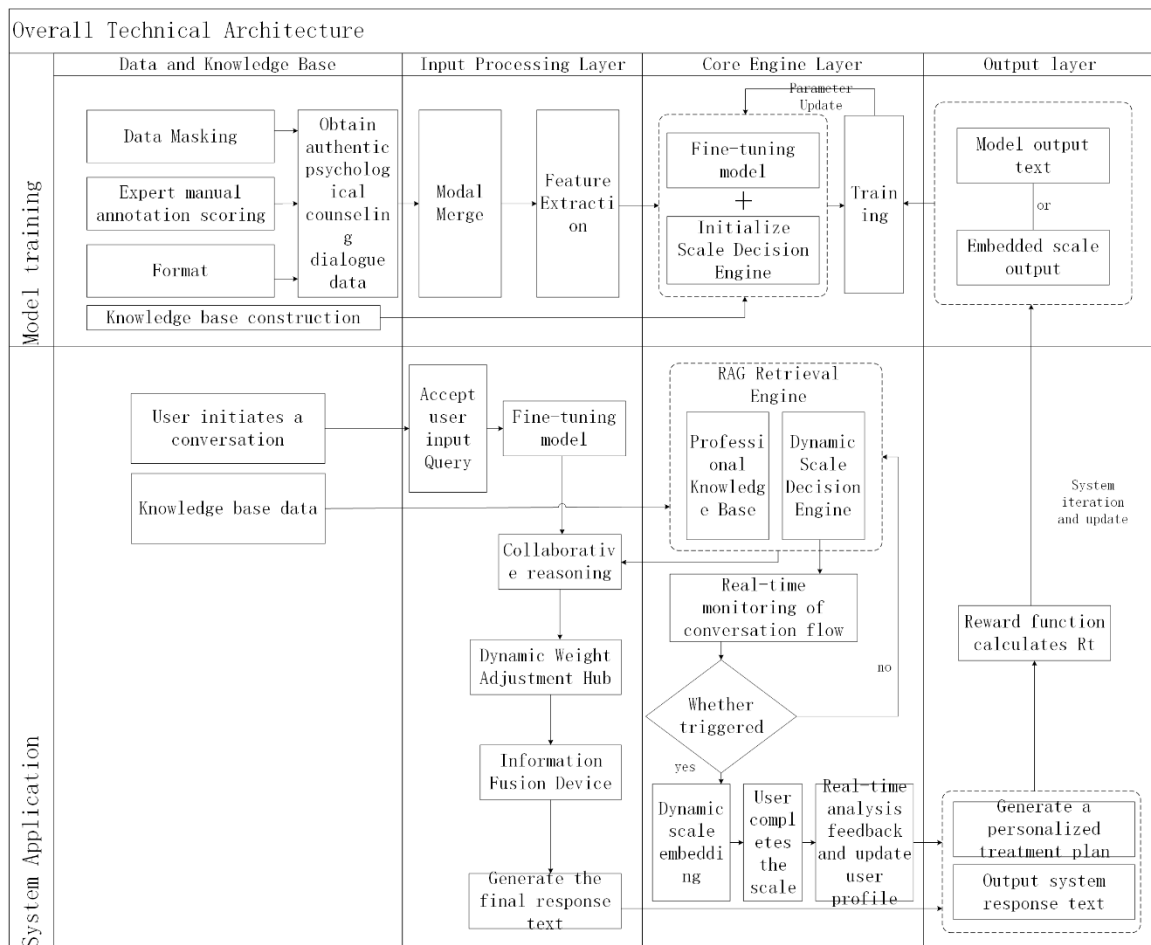 Overall Technical Architecture
Data and Knowledge Base
Input Processing Layer
Core Engine Layer
Output layer
Model training
Data Masking
Expert manual
annotation scoring
Format
Knowledge base construction
Obtain
authentic
psycholog
ical
counselin
g
dialogue
data
Modal
Merge
Feature
Extracti
on
Parameter
Update
Fine-tuning
model
+
Initialize
Scale Decision
Engine
Train
ing
Model output
text
or
Embedded scale
output
System Application
User initiates a
conversation
Knowledge base data
Accept
user
input
Query
Fine-tuning
model
Collaborativ
e reasoning
Dynamic Weight
Adjustment Hub
Information
Fusion Device
Generate the
final response
text
RAG Retrieval
Engine
Profess
ional
Knowledg
e Base
Dynamic
Scale
Decision
Engine
Real-time
monitoring of
conversation flow
Whether
triggered
no
yes
Dynamic
scale
embeddi
ng
User
compl
etes
the
scale
Real-time
analysis
feedback
and update
user
profile
System
iteration
and update
Reward function
calculates Rt
Generate a
personalized
treatment plan
Output system
response text